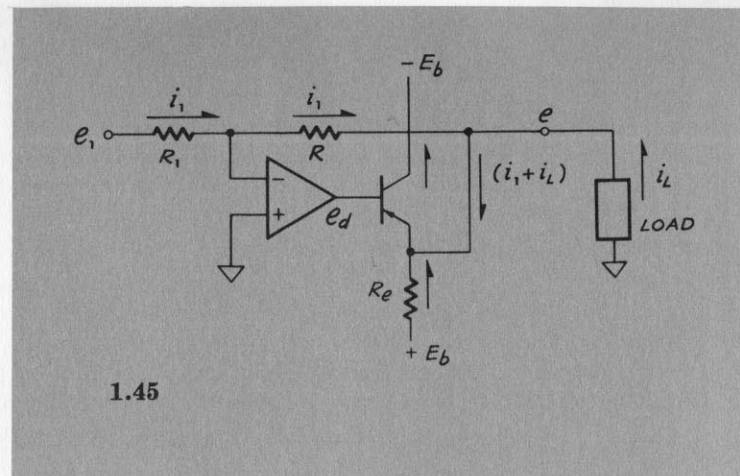 − E_b
i₁
i₁
e
e₁
R₁
R
(i₁ + i_L)
i_L
−
+
e_d
LOAD
R_e
+ E_b
1.45